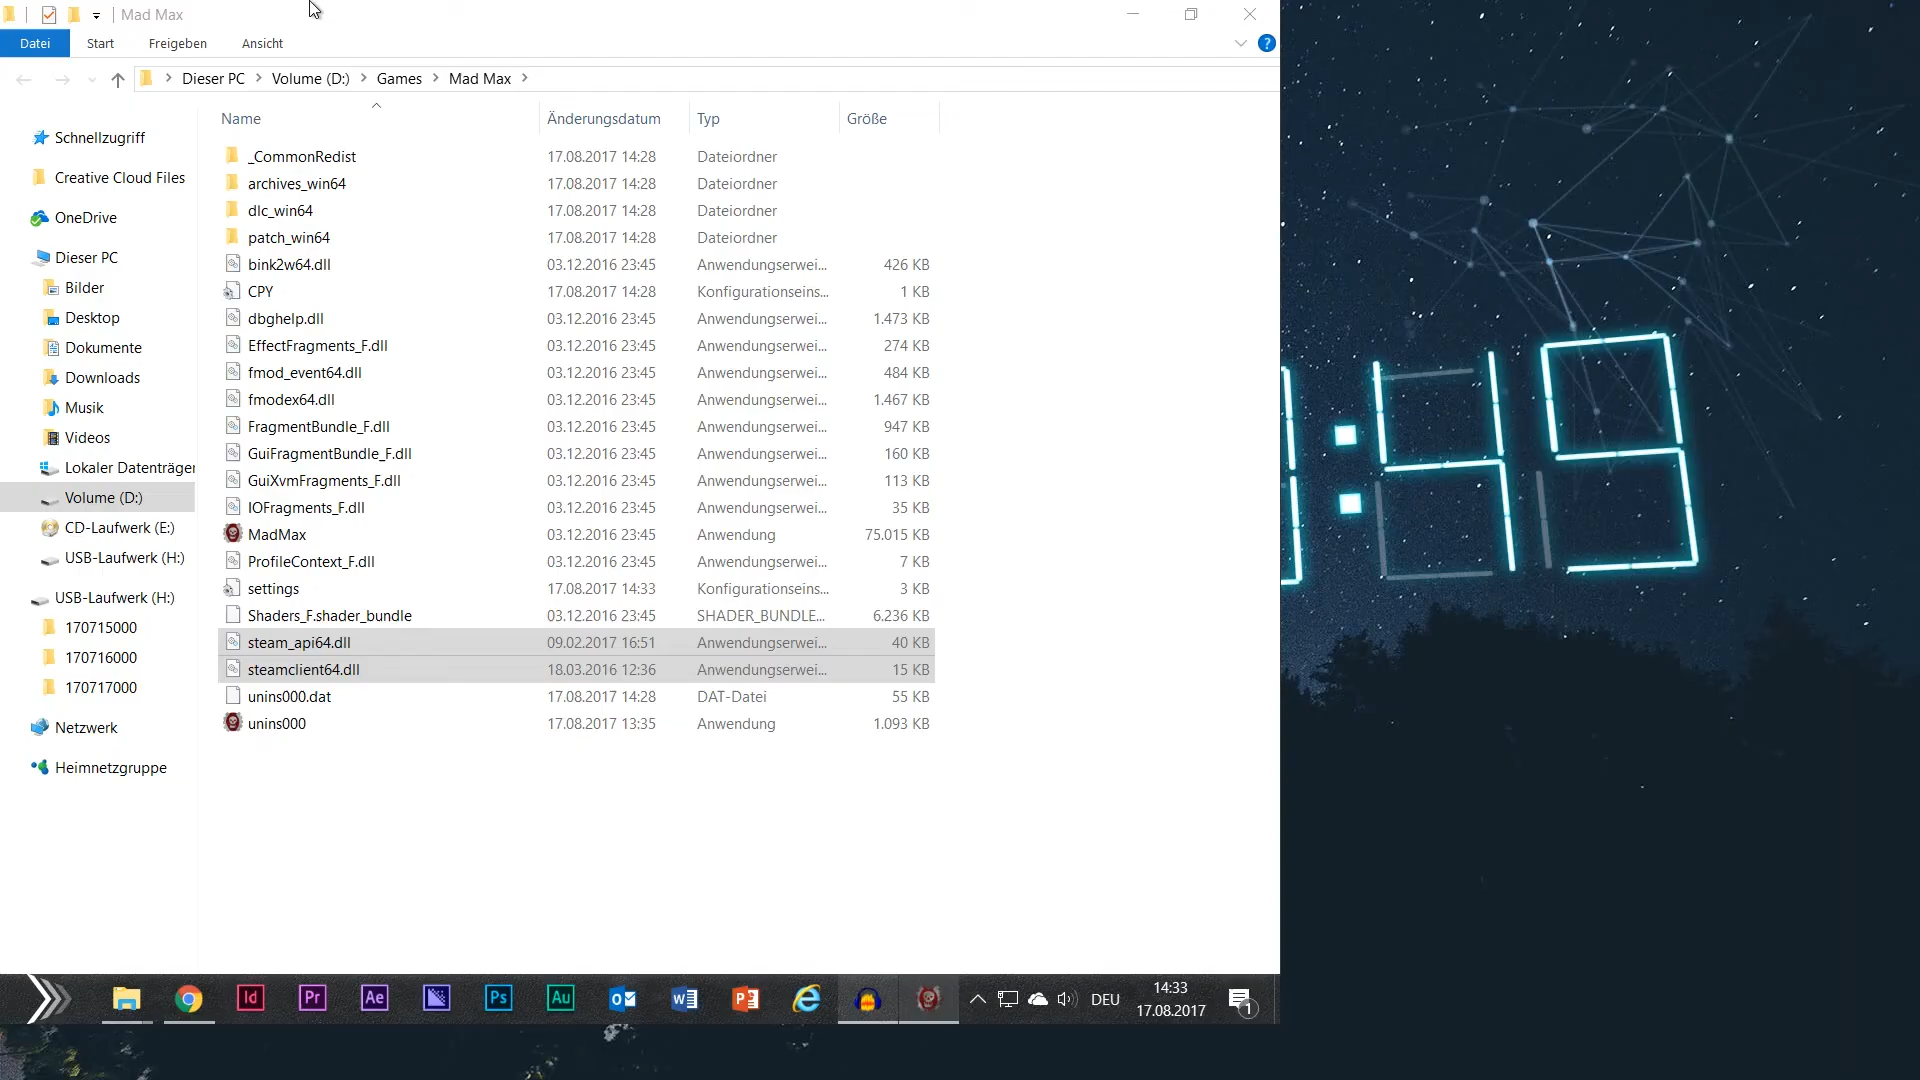 Mad Max
Datei Start Freigeben Ansicht
Dieser PC Volume (D:) Games Mad Max
Name Änderungsdatum Typ Größe
Schnellzugriff
Creative Cloud Files
OneDrive
Dieser PC
Bilder
Desktop
Dokumente
Downloads
Musik
Videos
Lokaler Datenträger
Volume (D:)
CD-Laufwerk (E:)
USB-Laufwerk (H:)
USB-Laufwerk (H:)
170715000
170716000
170717000
Netzwerk
Heimnetzgruppe
_CommonRedist 17.08.2017 14:28 Dateiordner
archives_win64 17.08.2017 14:28 Dateiordner
dlc_win64 17.08.2017 14:28 Dateiordner
patch_win64 17.08.2017 14:28 Dateiordner
bink2w64.dll 03.12.2016 23:45 Anwendungserwei... 426 KB
CPY 17.08.2017 14:28 Konfigurationseins... 1 KB
dbghelp.dll 03.12.2016 23:45 Anwendungserwei... 1.473 KB
EffectFragments_F.dll 03.12.2016 23:45 Anwendungserwei... 274 KB
fmod_event64.dll 03.12.2016 23:45 Anwendungserwei... 484 KB
fmodex64.dll 03.12.2016 23:45 Anwendungserwei... 1.467 KB
FragmentBundle_F.dll 03.12.2016 23:45 Anwendungserwei... 947 KB
GuiFragmentBundle_F.dll 03.12.2016 23:45 Anwendungserwei... 160 KB
GuiXvmFragments_F.dll 03.12.2016 23:45 Anwendungserwei... 113 KB
IOFragments_F.dll 03.12.2016 23:45 Anwendungserwei... 35 KB
MadMax 03.12.2016 23:45 Anwendung 75.015 KB
ProfileContext_F.dll 03.12.2016 23:45 Anwendungserwei... 7 KB
settings 17.08.2017 14:33 Konfigurationseins... 3 KB
Shaders_F.shader_bundle 03.12.2016 23:45 SHADER_BUNDLE... 6.236 KB
steam_api64.dll 09.02.2017 16:51 Anwendungserwei... 40 KB
steamclient64.dll 18.03.2016 12:36 Anwendungserwei... 15 KB
unins000.dat 17.08.2017 14:28 DAT-Datei 55 KB
unins000 17.08.2017 13:35 Anwendung 1.093 KB
:49
Id Pr Ae Ps Au DEU 14:33
17.08.2017
1